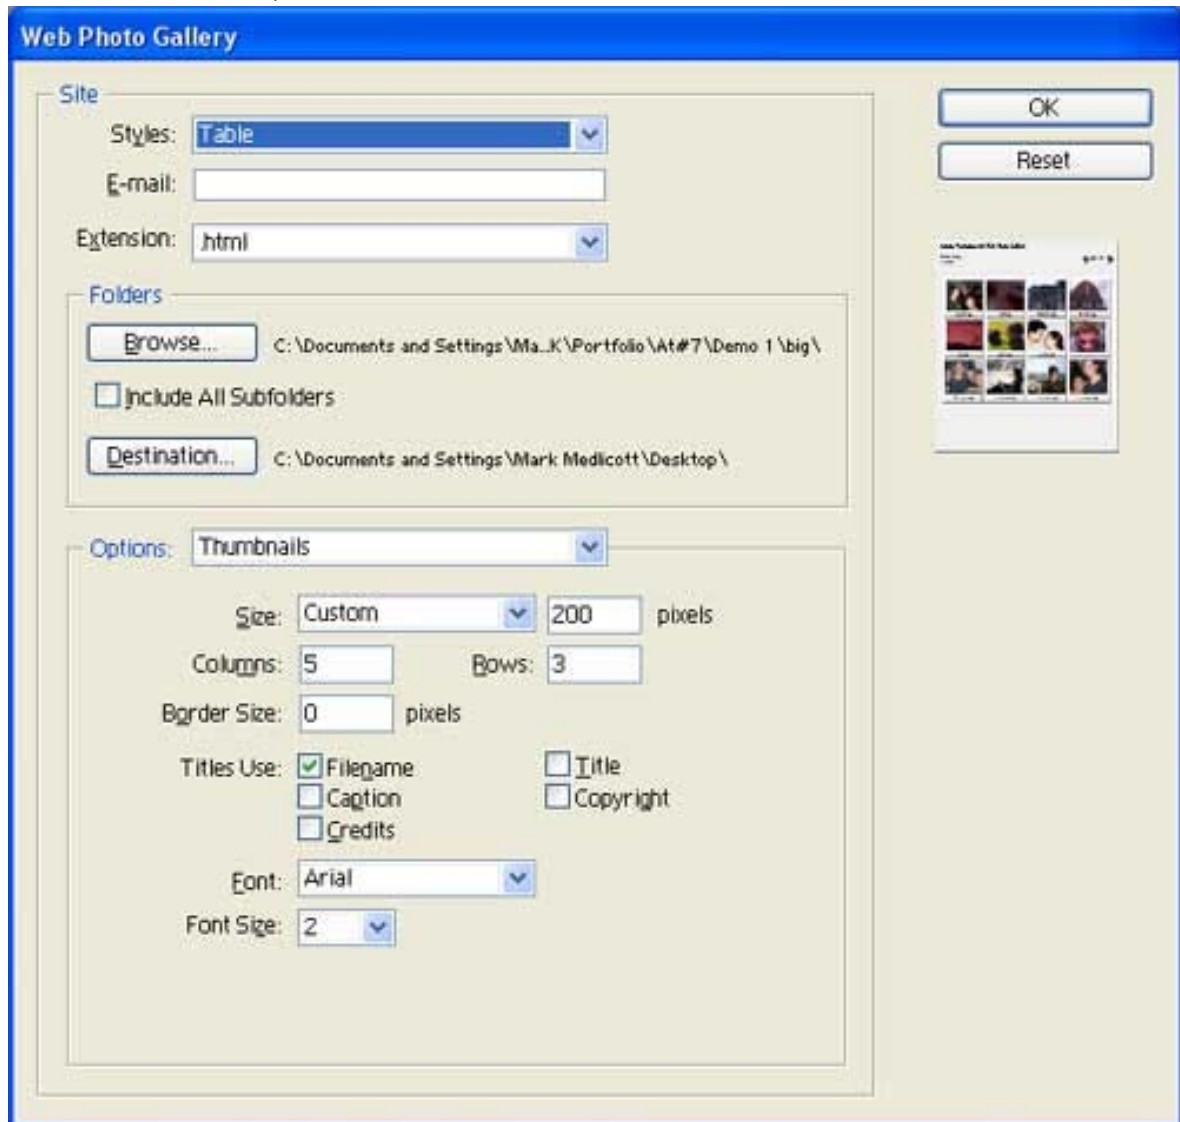 Web Photo Gallery
Site
Styles: Table
OK
Reset
E-mail:
Extension: .html
Folders
Browse... C:\Documents and Settings\Ma...K\Portfolio\At#7\Demo 1\big\
Include All Subfolders
Destination... C:\Documents and Settings\Mark Medlicott\Desktop\
Options: Thumbnails
Size: Custom 200 pixels
Columns: 5 Rows: 3
Border Size: 0 pixels
Titles Use: Filename Title
Caption Copyright
Credits
Font: Arial
Font Size: 2